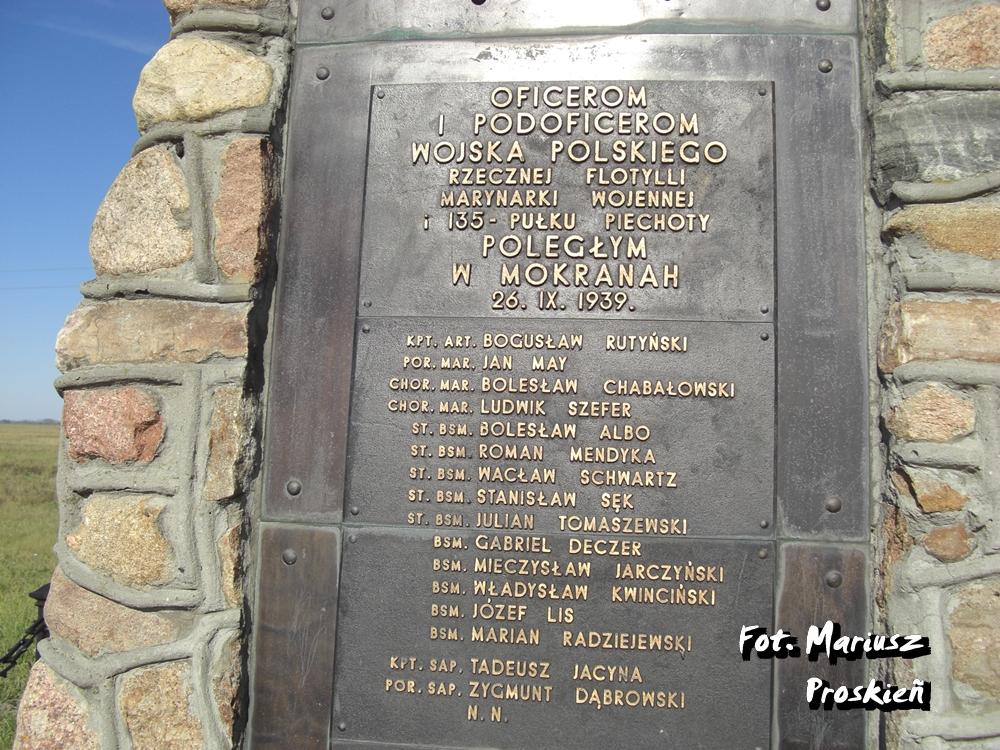 OFICEROM
I PODOFICEROM
WOJSKA POLSKIEGO
RZECZNEJ FLOTYLLI
MARYNARKI WOJENNEJ
i 135- PUŁKU PIECHOTY
POLEGŁYM
W MOKRANAH
26. IX. 1939.
KPT. ART. BOGUSŁAW RUTYŃSKI
POR. MAR. JAN MAY
CHOR. MAR. BOLESŁAW CHABAŁOWSKI
CHOR. MAR. LUDWIK SZEFER
ST. BSM. BOLESŁAW ALBO
ST. BSM. ROMAN MENDYKA
ST. BSM. WACŁAW SCHWARTZ
ST. BSM. STANISŁAW SĘK
ST. BSM. JULIAN TOMASZEWSKI
BSM. GABRIEL DECZER
BSM. MIECZYSŁAW JARCZYŃSKI
BSM. WŁADYSŁAW KWINCIŃSKI
BSM. JÓZEF LIS
BSM. MARIAN RADZIEJEWSKI
KPT. SAP. TADEUSZ JACYNA
POR. SAP. ZYGMUNT DĄBROWSKI
N. N.
Fot. Mariusz
Proskień